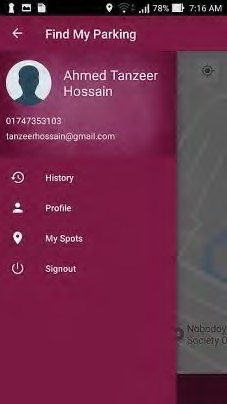 78% 7:16 AM
Find My Parking
Ahmed Tanzeer
Hossain
01747353103
tanzeerhossain@gmail.com
History
Profile
My Spots
Signout
Nobodoy
Society O